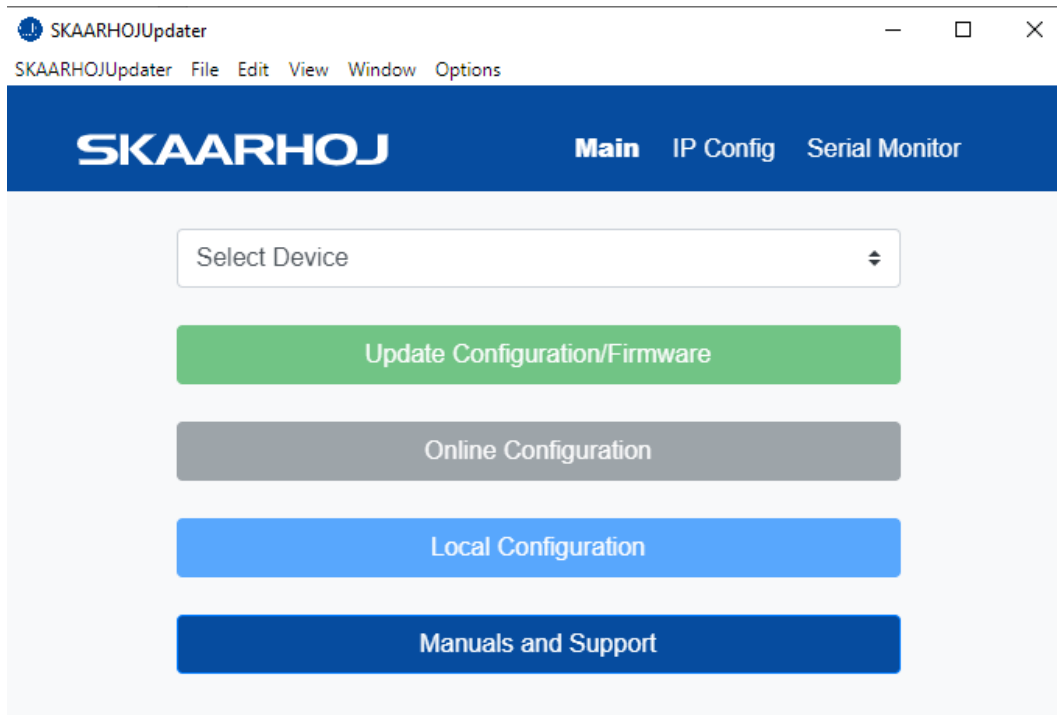 SKAARHOJUpdater
SKAARHOJUpdater File Edit View Window Options
SKAARHOJ Main IP Config Serial Monitor
Select Device
Update Configuration/Firmware
Online Configuration
Local Configuration
Manuals and Support